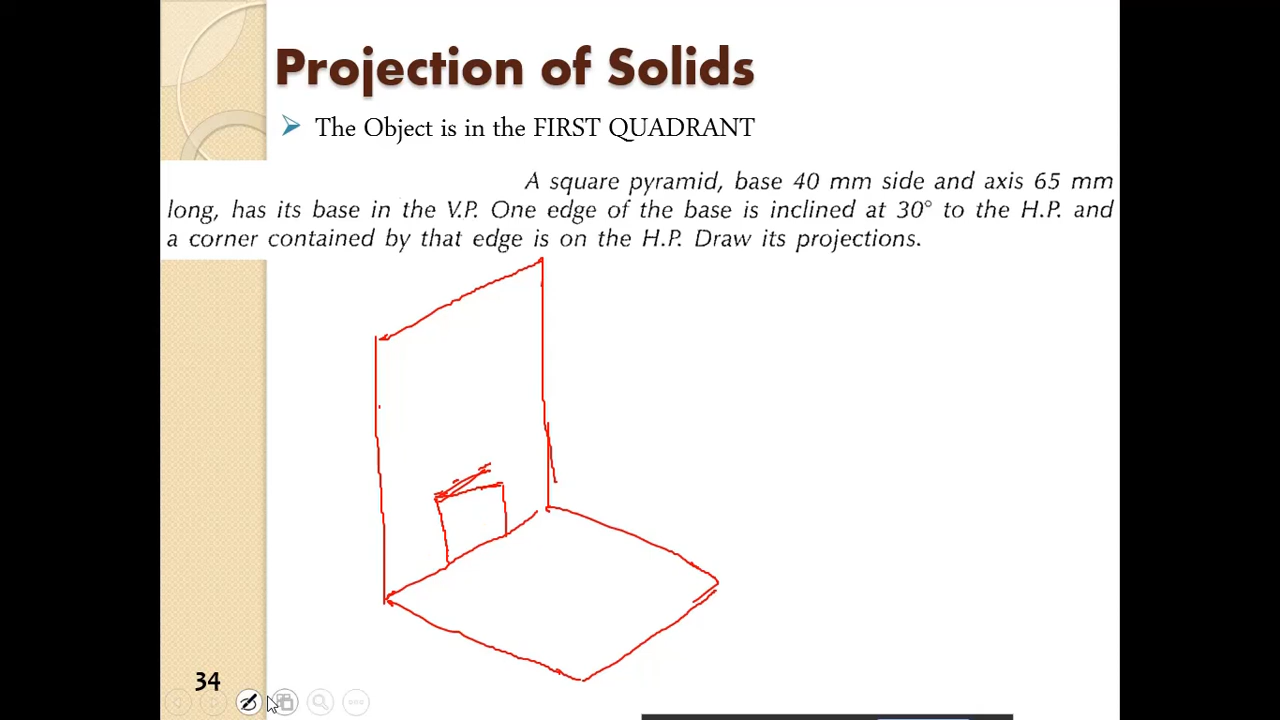 Projection of Solids
The Object is in the FIRST QUADRANT
A square pyramid, base 40 mm side and axis 65 mm
long, has its base in the V.P. One edge of the base is inclined at 30° to the H.P. and
a corner contained by that edge is on the H.P. Draw its projections.
34